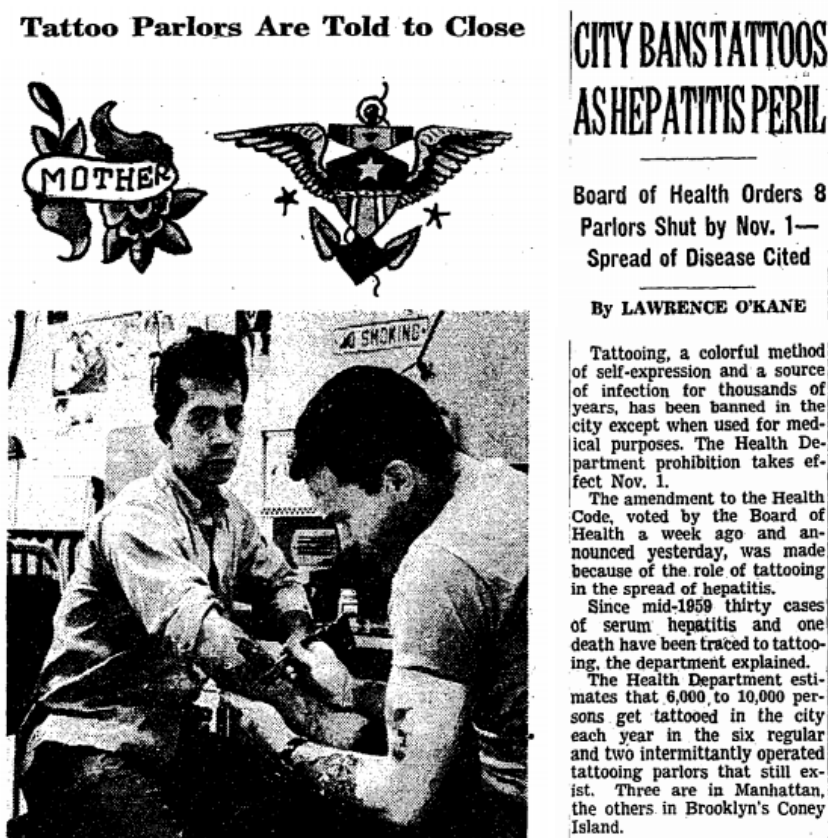 Tattoo Parlors Are Told to Close
MOTHER
NO SMOKING
CITY BANS TATTOOS
AS HEPATITIS PERIL
Board of Health Orders 8
Parlors Shut by Nov. 1—
Spread of Disease Cited
By LAWRENCE O'KANE
Tattooing, a colorful method
of self-expression and a source
of infection for thousands of
years, has been banned in the
city except when used for med-
ical purposes. The Health De-
partment prohibition takes ef-
fect Nov. 1.
The amendment to the Health
Code, voted by the Board of
Health a week ago and an-
nounced yesterday, was made
because of the role of tattooing
in the spread of hepatitis.
Since mid-1959 thirty cases
of serum hepatitis and one
death have been traced to tattoo-
ing, the department explained.
The Health Department esti-
mates that 6,000 to 10,000 per-
sons get tattooed in the city
each year in the six regular
and two intermittantly operated
tattooing parlors that still ex-
ist. Three are in Manhattan,
the others in Brooklyn's Coney
Island.